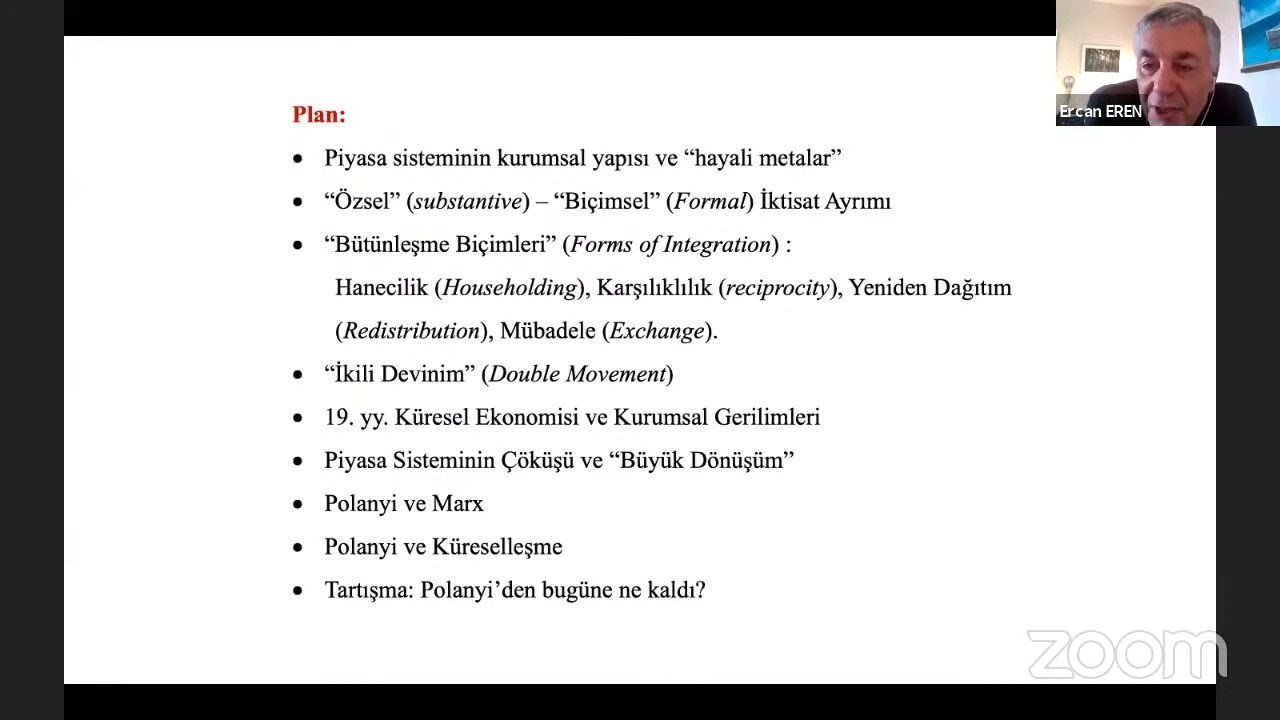 Plan:
• Piyasa sisteminin kurumsal yapısı ve “hayali metalar”
• “Özsel” (substantive) – “Biçimsel” (Formal) İktisat Ayrımı
• “Bütünleşme Biçimleri” (Forms of Integration) :
Hanecilik (Householding), Karşılıklılık (reciprocity), Yeniden Dağıtım
(Redistribution), Mübadele (Exchange).
• “İkili Devinim” (Double Movement)
• 19. yy. Küresel Ekonomisi ve Kurumsal Gerilimleri
• Piyasa Sisteminin Çöküşü ve “Büyük Dönüşüm”
• Polanyi ve Marx
• Polanyi ve Küreselleşme
• Tartışma: Polanyi’den bugüne ne kaldı?
Ercan EREN
zoom